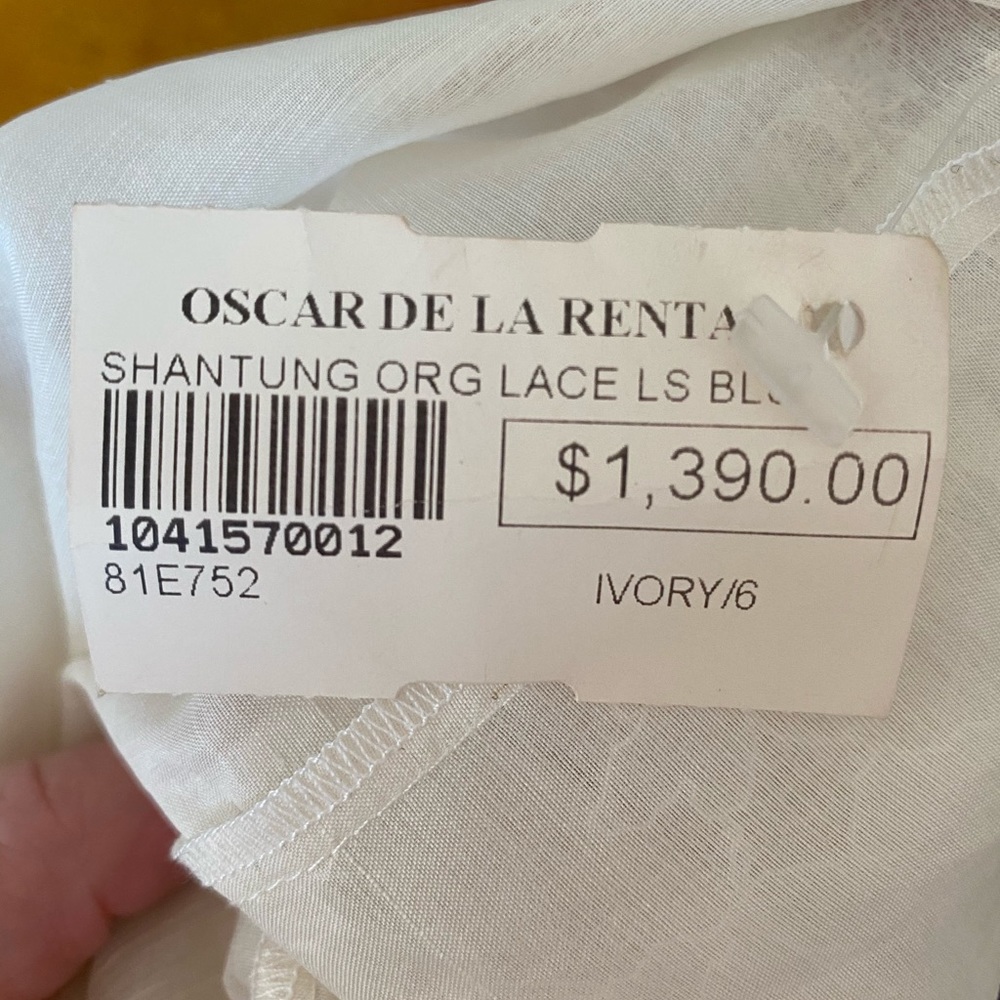 OSCAR DE LA RENTA
SHANTUNG ORG LACE LS
$1,390.00
1041570012
81E752
IVORY/6